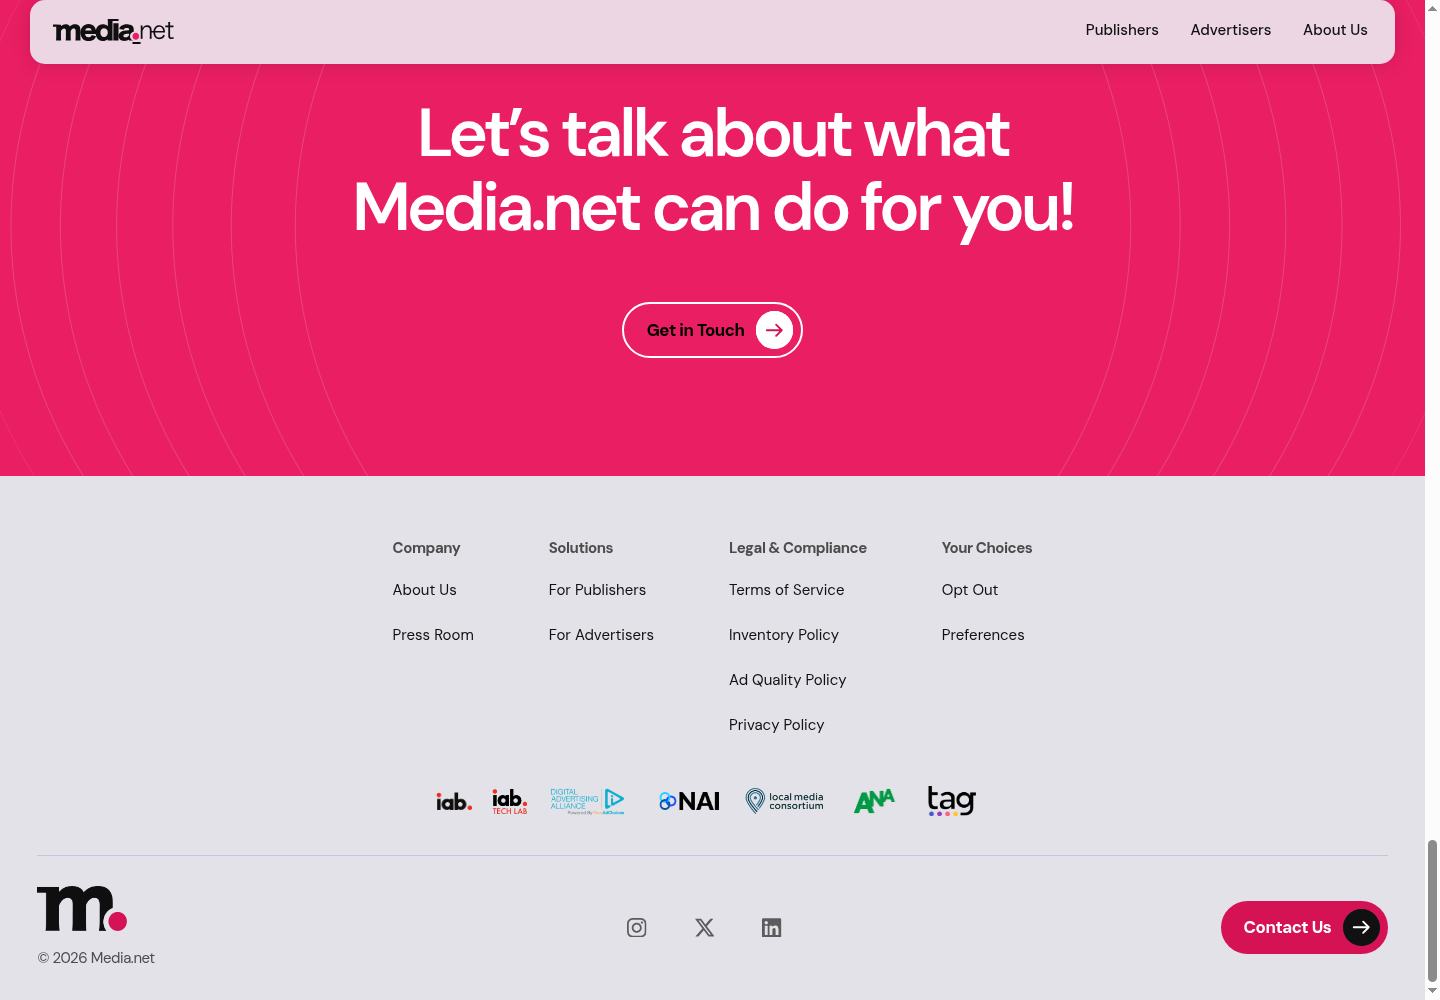 media.net
Publishers
Advertisers
About Us
Let’s talk about what
Media.net can do for you!
Get in Touch
Company
About Us
Press Room
Solutions
For Publishers
For Advertisers
Legal & Compliance
Terms of Service
Inventory Policy
Ad Quality Policy
Privacy Policy
Your Choices
Opt Out
Preferences
iab.
iab.
TECH LAB
DIGITAL
ADVERTISING
ALLIANCE
Powered By YourAdChoices
NAI
local media
consortium
ANA
tag
m.
© 2026 Media.net
Contact Us